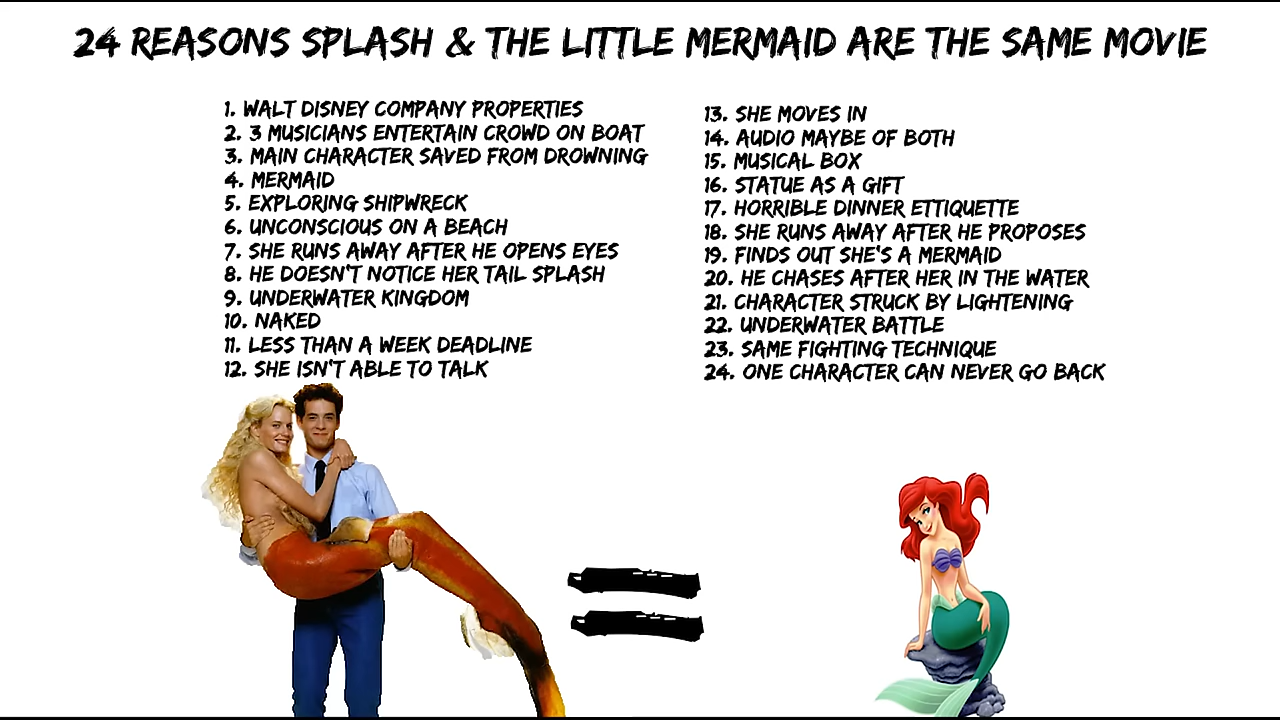 24 REASONS SPLASH & THE LITTLE MERMAID ARE THE SAME MOVIE
1. WALT DISNEY COMPANY PROPERTIES
2. 3 MUSICIANS ENTERTAIN CROWD ON BOAT
3. MAIN CHARACTER SAVED FROM DROWNING
4. MERMAID
5. EXPLORING SHIPWRECK
6. UNCONSCIOUS ON A BEACH
7. SHE RUNS AWAY AFTER HE OPENS EYES
8. HE DOESN'T NOTICE HER TAIL SPLASH
9. UNDERWATER KINGDOM
10. NAKED
11. LESS THAN A WEEK DEADLINE
12. SHE ISN'T ABLE TO TALK
13. SHE MOVES IN
14. AUDIO MAYBE OF BOTH
15. MUSICAL BOX
16. STATUE AS A GIFT
17. HORRIBLE DINNER ETTIQUETTE
18. SHE RUNS AWAY AFTER HE PROPOSES
19. FINDS OUT SHE'S A MERMAID
20. HE CHASES AFTER HER IN THE WATER
21. CHARACTER STRUCK BY LIGHTENING
22. UNDERWATER BATTLE
23. SAME FIGHTING TECHNIQUE
24. ONE CHARACTER CAN NEVER GO BACK